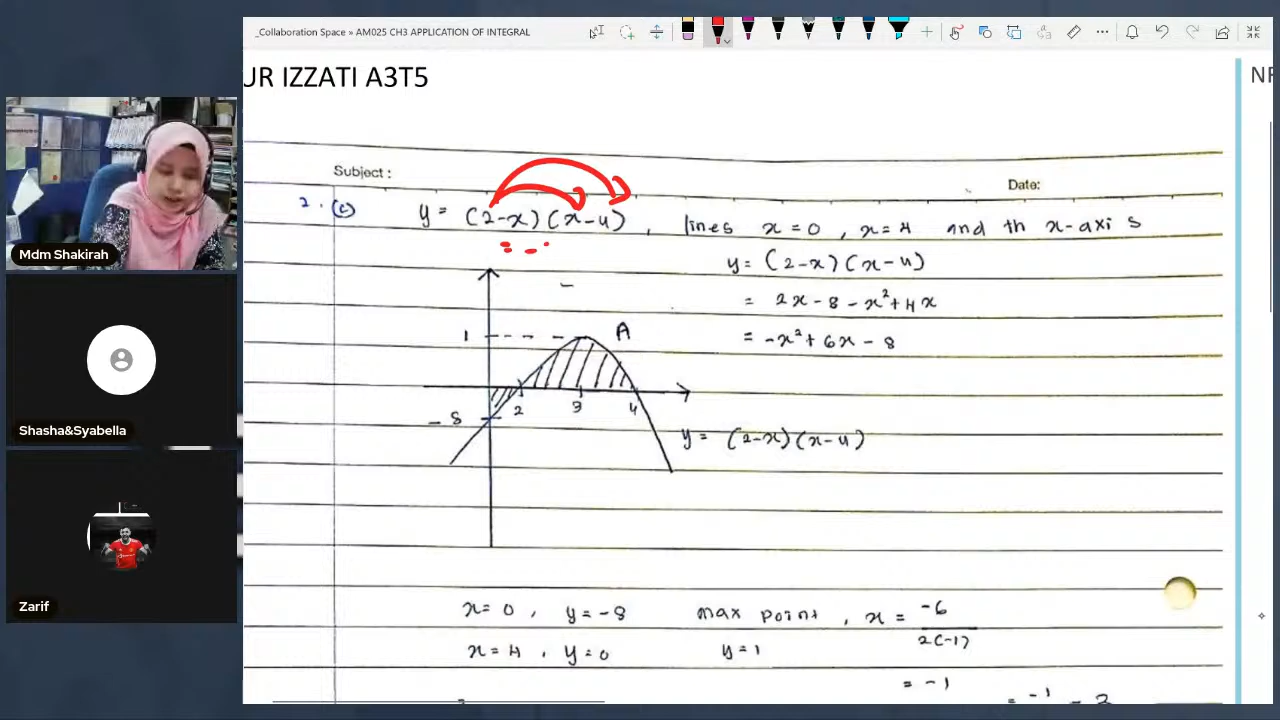 _Collaboration Space » AM025 CH3 APPLICATION OF INTEGRAL
UR IZZATI A3T5
NF
Mdm Shakirah
Shasha&Syabella
Zarif
Subject :
Date:
2 . (c) y = (2-x)(x-4) , lines x=0 , x=4 and th x-axis
y = (2-x)(x-4)
= 2x - 8 - x² + 4x
= -x² + 6x - 8
1
A
-8
2 3 4
y = (2-x)(x-4)
x=0 , y=-8
max point , x = -6
2(-1)
x=4 , y=0
y=1
= -1